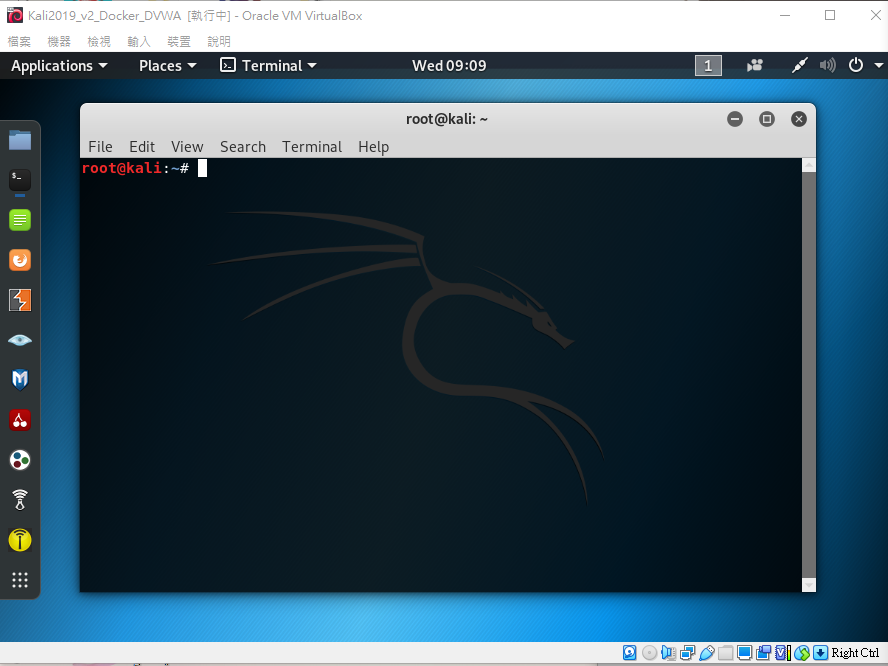 Kali2019_v2_Docker_DVWA [執行中] - Oracle VM VirtualBox
檔案 機器 檢視 輸入 裝置 說明
Applications Places Terminal Wed 09:09 1
root@kali: ~
File Edit View Search Terminal Help
root@kali:~#
Right Ctrl